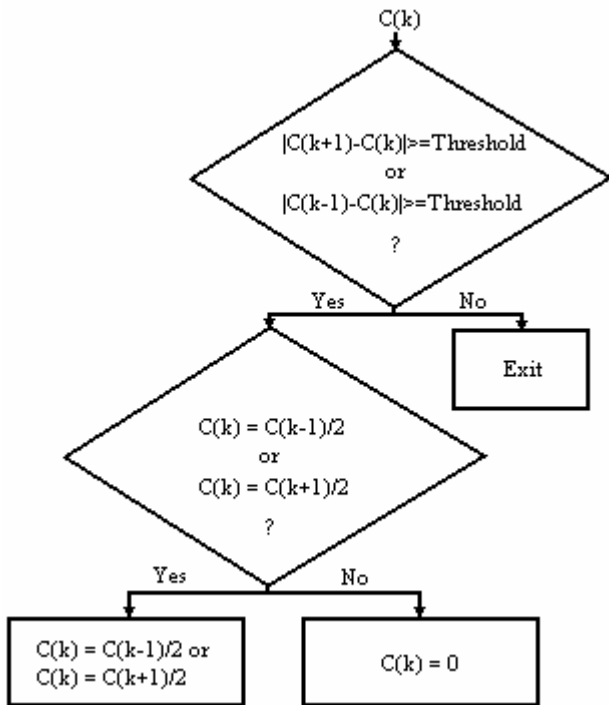 C(k)
|C(k+1)-C(k)|>=Threshold
or
|C(k-1)-C(k)|>=Threshold
?
Yes
No
Exit
C(k) = C(k-1)/2
or
C(k) = C(k+1)/2
?
Yes
No
C(k) = C(k-1)/2 or
C(k) = C(k+1)/2
C(k) = 0